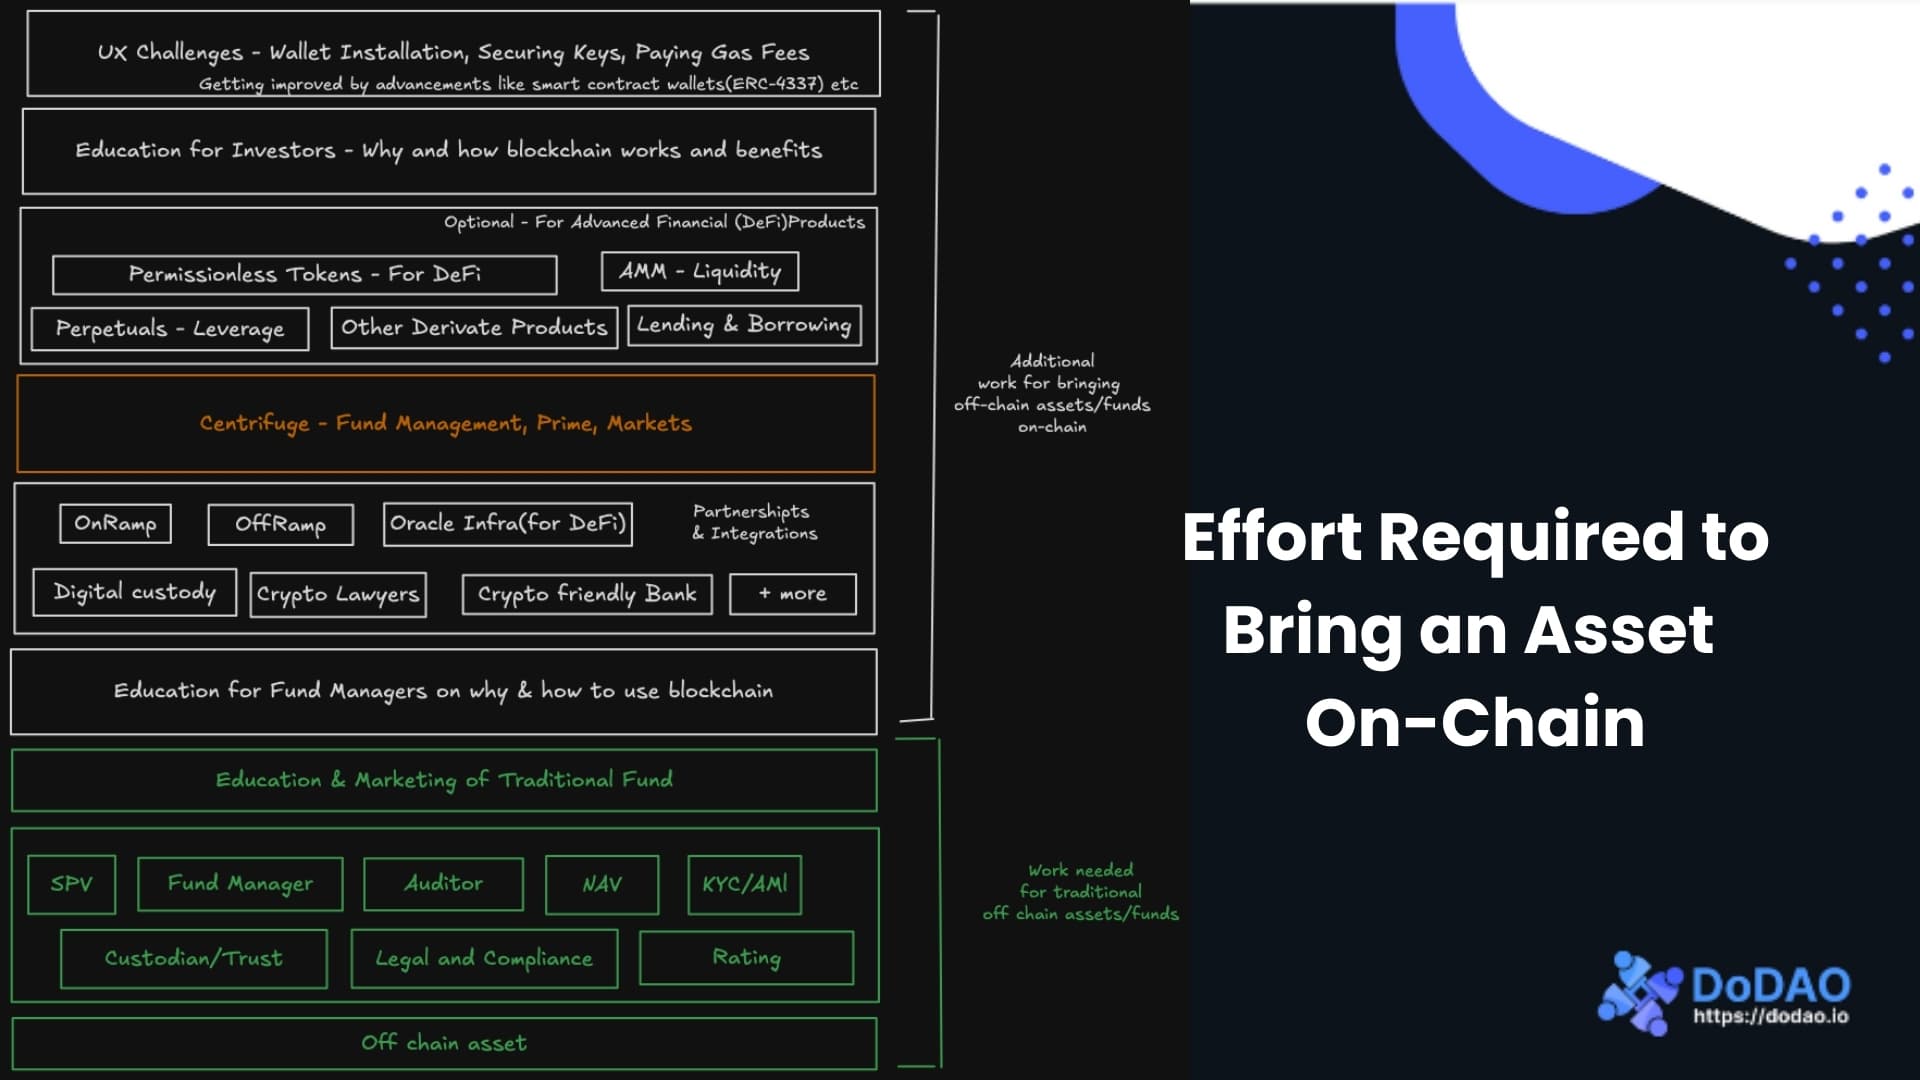 UX Challenges - Wallet Installation, Securing Keys, Paying Gas Fees
Getting improved by advancements like smart contract wallets(ERC-4337) etc
Education for Investors - Why and how blockchain works and benefits
Optional - For Advanced Financial (DeFi)Products
Permissionless Tokens - For DeFi
AMM - Liquidity
Perpetuals - Leverage
Other Derivate Products
Lending & Borrowing
Centrifuge - Fund Management, Prime, Markets
OnRamp
OffRamp
Oracle Infra(for DeFi)
Partnershipts
& Integrations
Digital custody
Crypto Lawyers
Crypto friendly Bank
+ more
Education for Fund Managers on why & how to use blockchain
Additional
work for bringing
off-chain assets/funds
on-chain
Education & Marketing of Traditional Fund
SPV
Fund Manager
Auditor
NAV
KYC/AMl
Custodian/Trust
Legal and Compliance
Rating
Off chain asset
Work needed
for traditional
off chain assets/funds
Effort Required to
Bring an Asset
On-Chain
DoDAO
https://dodao.io